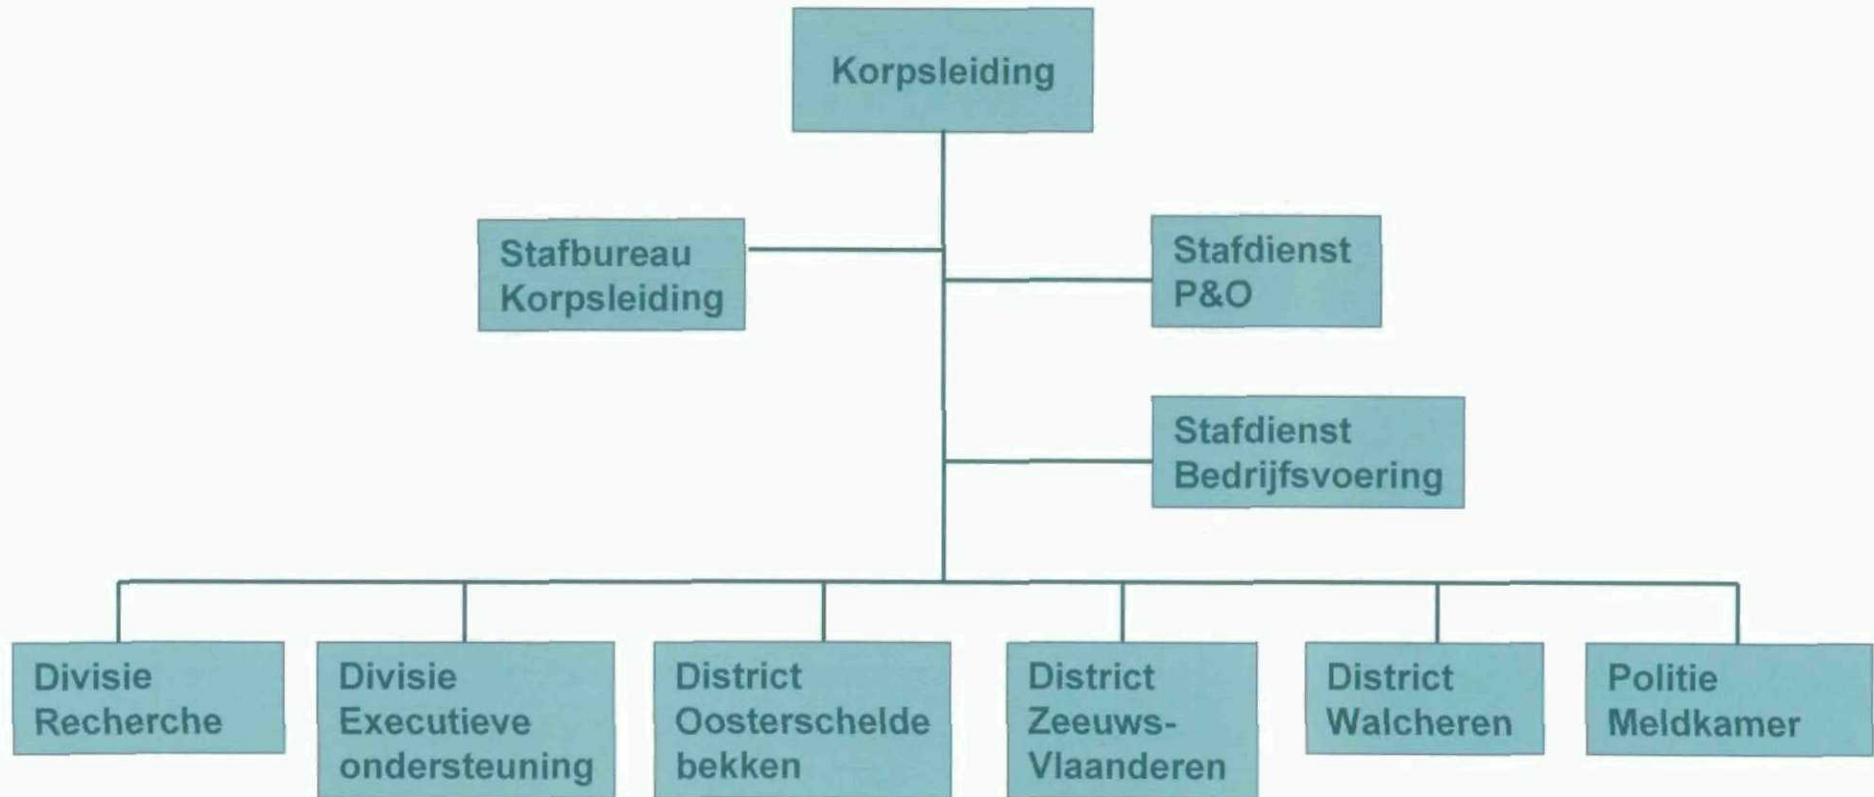 Korpsleiding
Stafbureau
Korpsleiding
Stafdienst
P&O
Stafdienst
Bedrijfsvoering
Divisie
Recherche
Divisie
Executieve
ondersteuning
District
Oosterschelde
bekken
District
Zeeuws-
Vlaanderen
District
Walcheren
Politie
Meldkamer